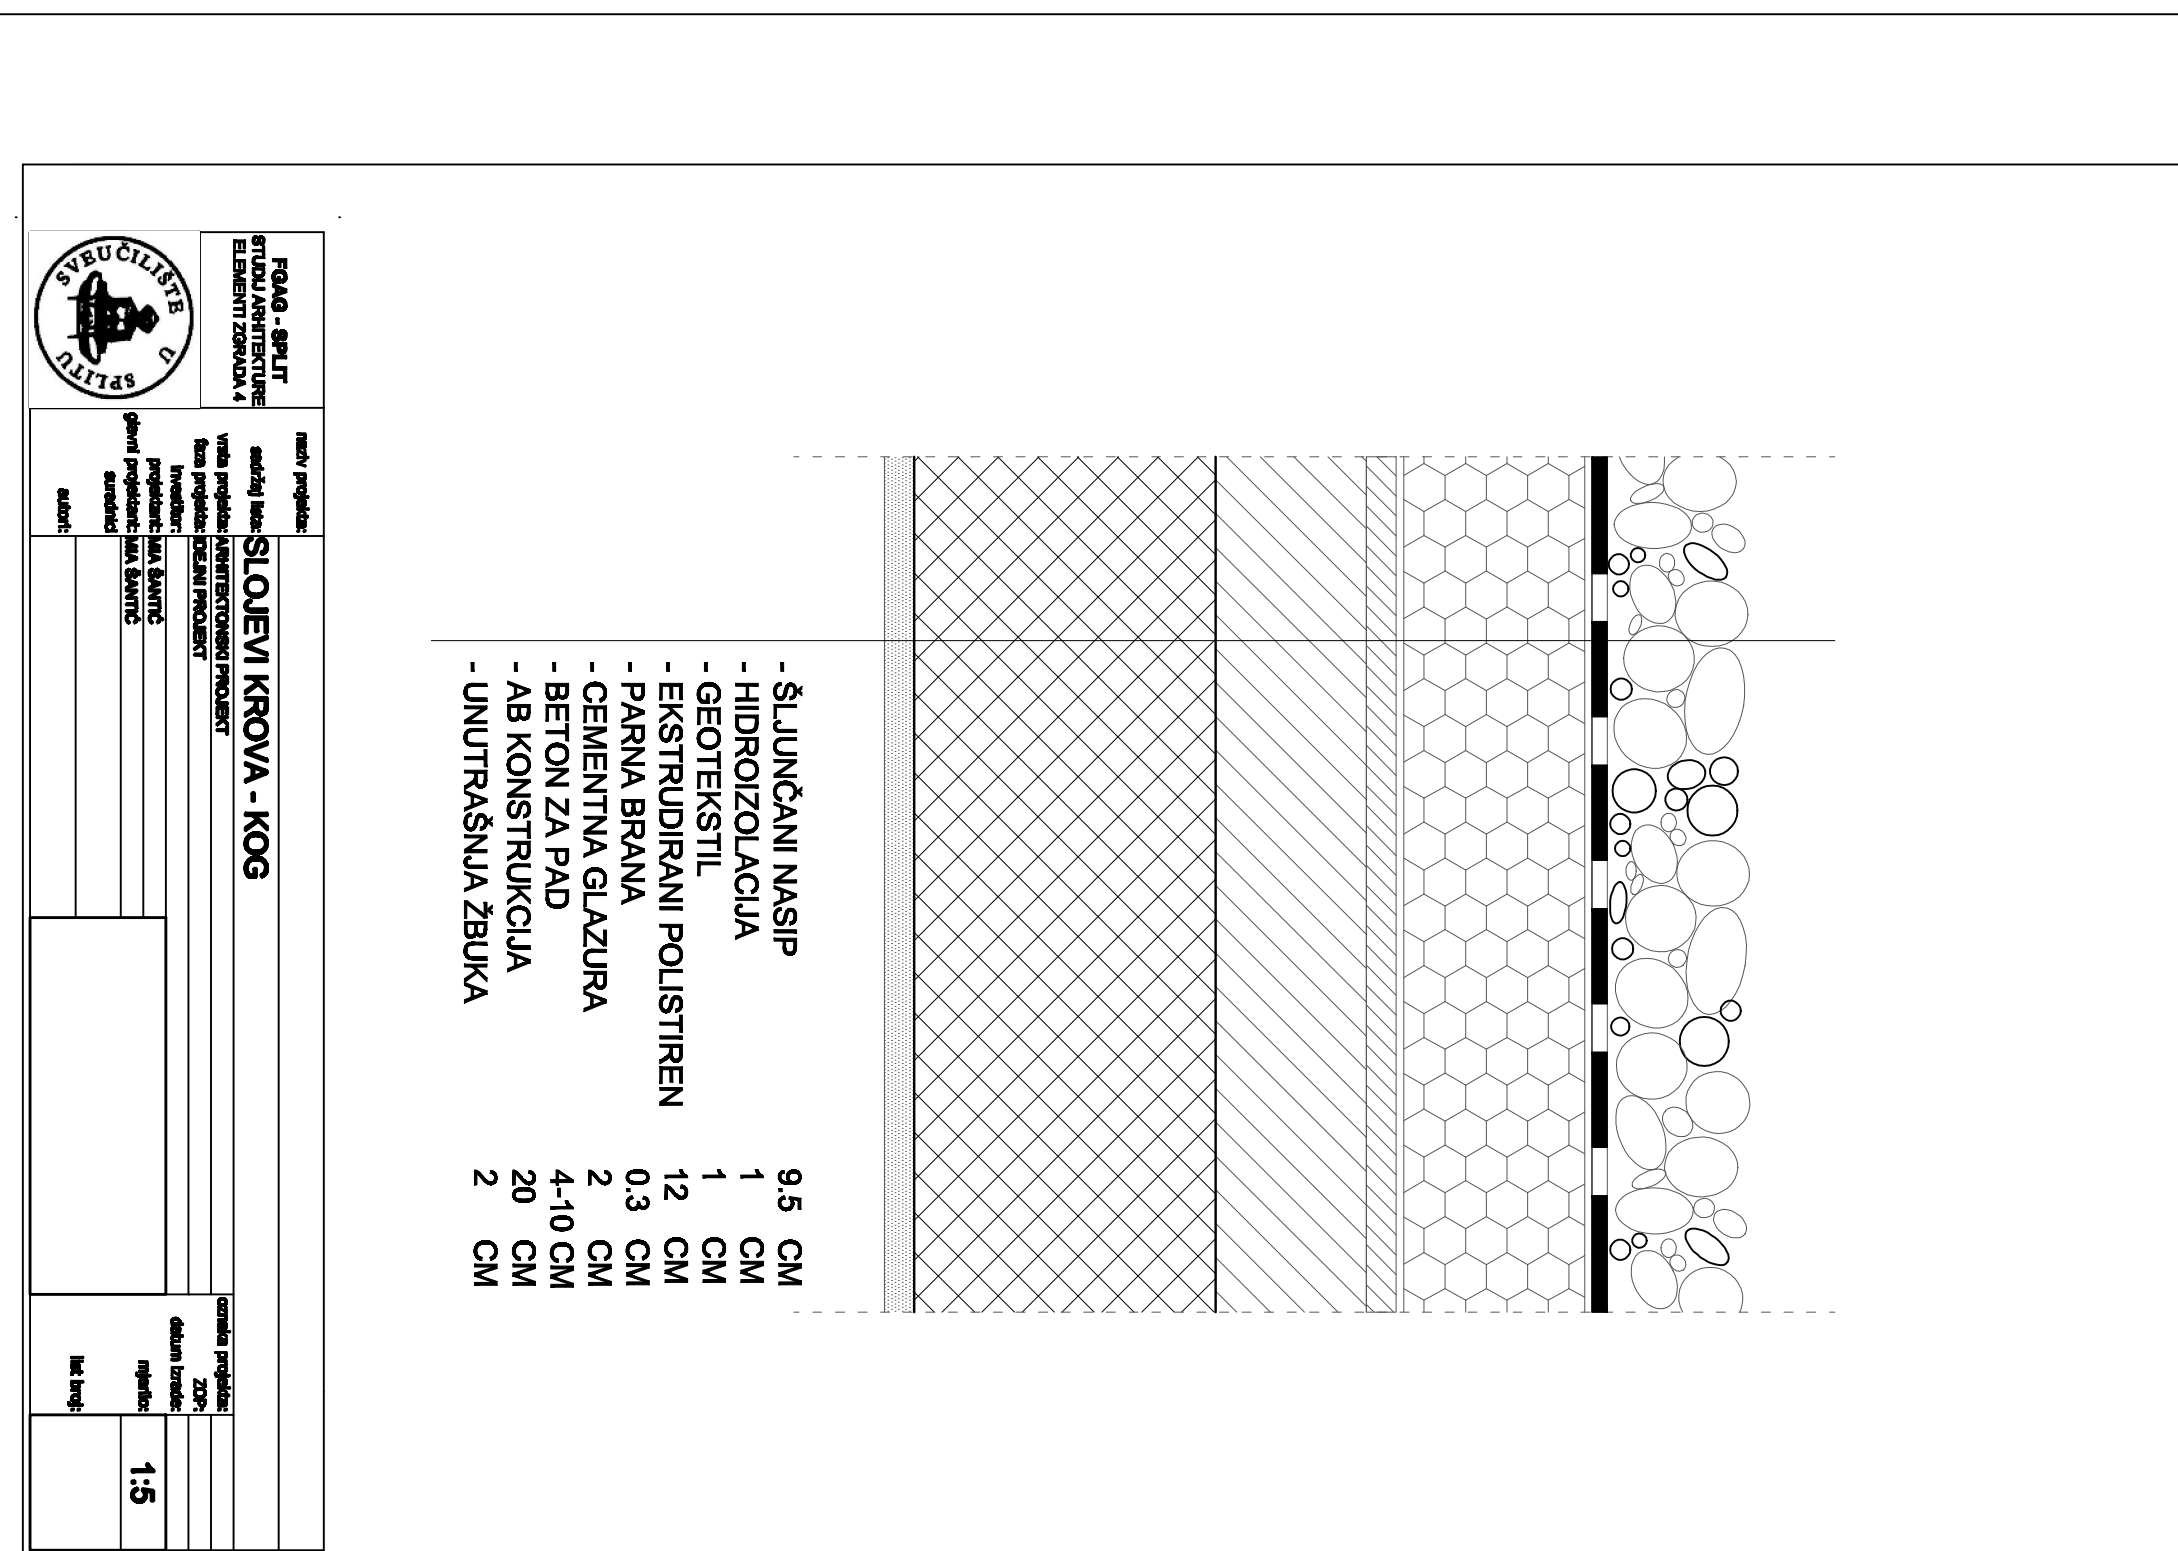 SVEUČILIŠTE U SPLITU
FGAG - SPLIT
STUDIJ ARHITEKTURE
ELEMENTI ZGRADA 4
naziv projekta:
sadržaj lista: SLOJEVI KROVA - KOG
vrsta projekta: ARHITEKTONSKI PROJEKT
faza projekta: IDEJNI PROJEKT
investitor:
projektant: MIA ŠANTIĆ
glavni projektant: MIA ŠANTIĆ
suradnici
autori:
oznaka projekta:
ZOP:
datum izrade:
mjerilo: 1:5
list broj:
- ŠLJUNČANI NASIP 9.5 CM
- HIDROIZOLACIJA 1 CM
- GEOTEKSTIL 1 CM
- EKSTRUDIRANI POLISTIREN 12 CM
- PARNA BRANA 0.3 CM
- CEMENTNA GLAZURA 2 CM
- BETON ZA PAD 4-10 CM
- AB KONSTRUKCIJA 20 CM
- UNUTRAŠNJA ŽBUKA 2 CM